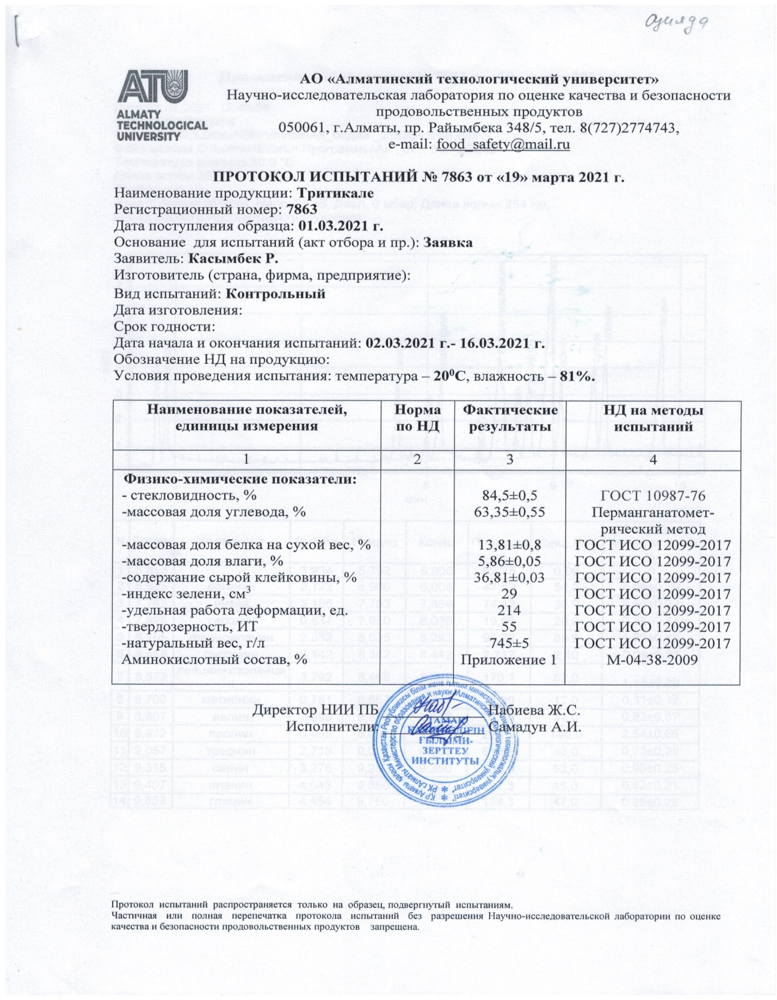 ATU
ALMATY
TECHNOLOGICAL
UNIVERSITY
АО «Алматинский технологический университет»
Научно-исследовательская лаборатория по оценке качества и безопасности
продовольственных продуктов
050061, г.Алматы, пр. Райымбека 348/5, тел. 8(727)2774743,
e-mail: food_safety@mail.ru
ПРОТОКОЛ ИСПЫТАНИЙ № 7863 от «19» марта 2021 г.
Наименование продукции: Тритикале
Регистрационный номер: 7863
Дата поступления образца: 01.03.2021 г.
Основание для испытаний (акт отбора и пр.): Заявка
Заявитель: Касымбек Р.
Изготовитель (страна, фирма, предприятие):
Вид испытаний: Контрольный
Дата изготовления:
Срок годности:
Дата начала и окончания испытаний: 02.03.2021 г.- 16.03.2021 г.
Обозначение НД на продукцию:
Условия проведения испытания: температура – 20⁰С, влажность – 81%.
Наименование показателей, Норма Фактические НД на методы
единицы измерения по НД результаты испытаний
1 2 3 4
Физико-химические показатели:
- стекловидность, % 84,5±0,5 ГОСТ 10987-76
-массовая доля углевода, % 63,35±0,55 Перманганатомет-
рический метод
-массовая доля белка на сухой вес, % 13,81±0,8 ГОСТ ИСО 12099-2017
-массовая доля влаги, % 5,86±0,05 ГОСТ ИСО 12099-2017
-содержание сырой клейковины, % 36,81±0,03 ГОСТ ИСО 12099-2017
-индекс зелени, см³ 29 ГОСТ ИСО 12099-2017
-удельная работа деформации, ед. 214 ГОСТ ИСО 12099-2017
-твердозерность, ИТ 55 ГОСТ ИСО 12099-2017
-натуральный вес, г/л 745±5 ГОСТ ИСО 12099-2017
Аминокислотный состав, % Приложение 1 М-04-38-2009
Директор НИИ ПБ Набиева Ж.С.
Исполнители: Самадун А.И.
ТАМАҚ
ҚАУІПСІЗДІГІН
ҒЫЛЫМИ-
ЗЕРТТЕУ
ИНСТИТУТЫ
Протокол испытаний распространяется только на образец, подвергнутый испытаниям.
Частичная или полная перепечатка протокола испытаний без разрешения Научно-исследовательской лаборатории по оценке
качества и безопасности продовольственных продуктов запрещена.